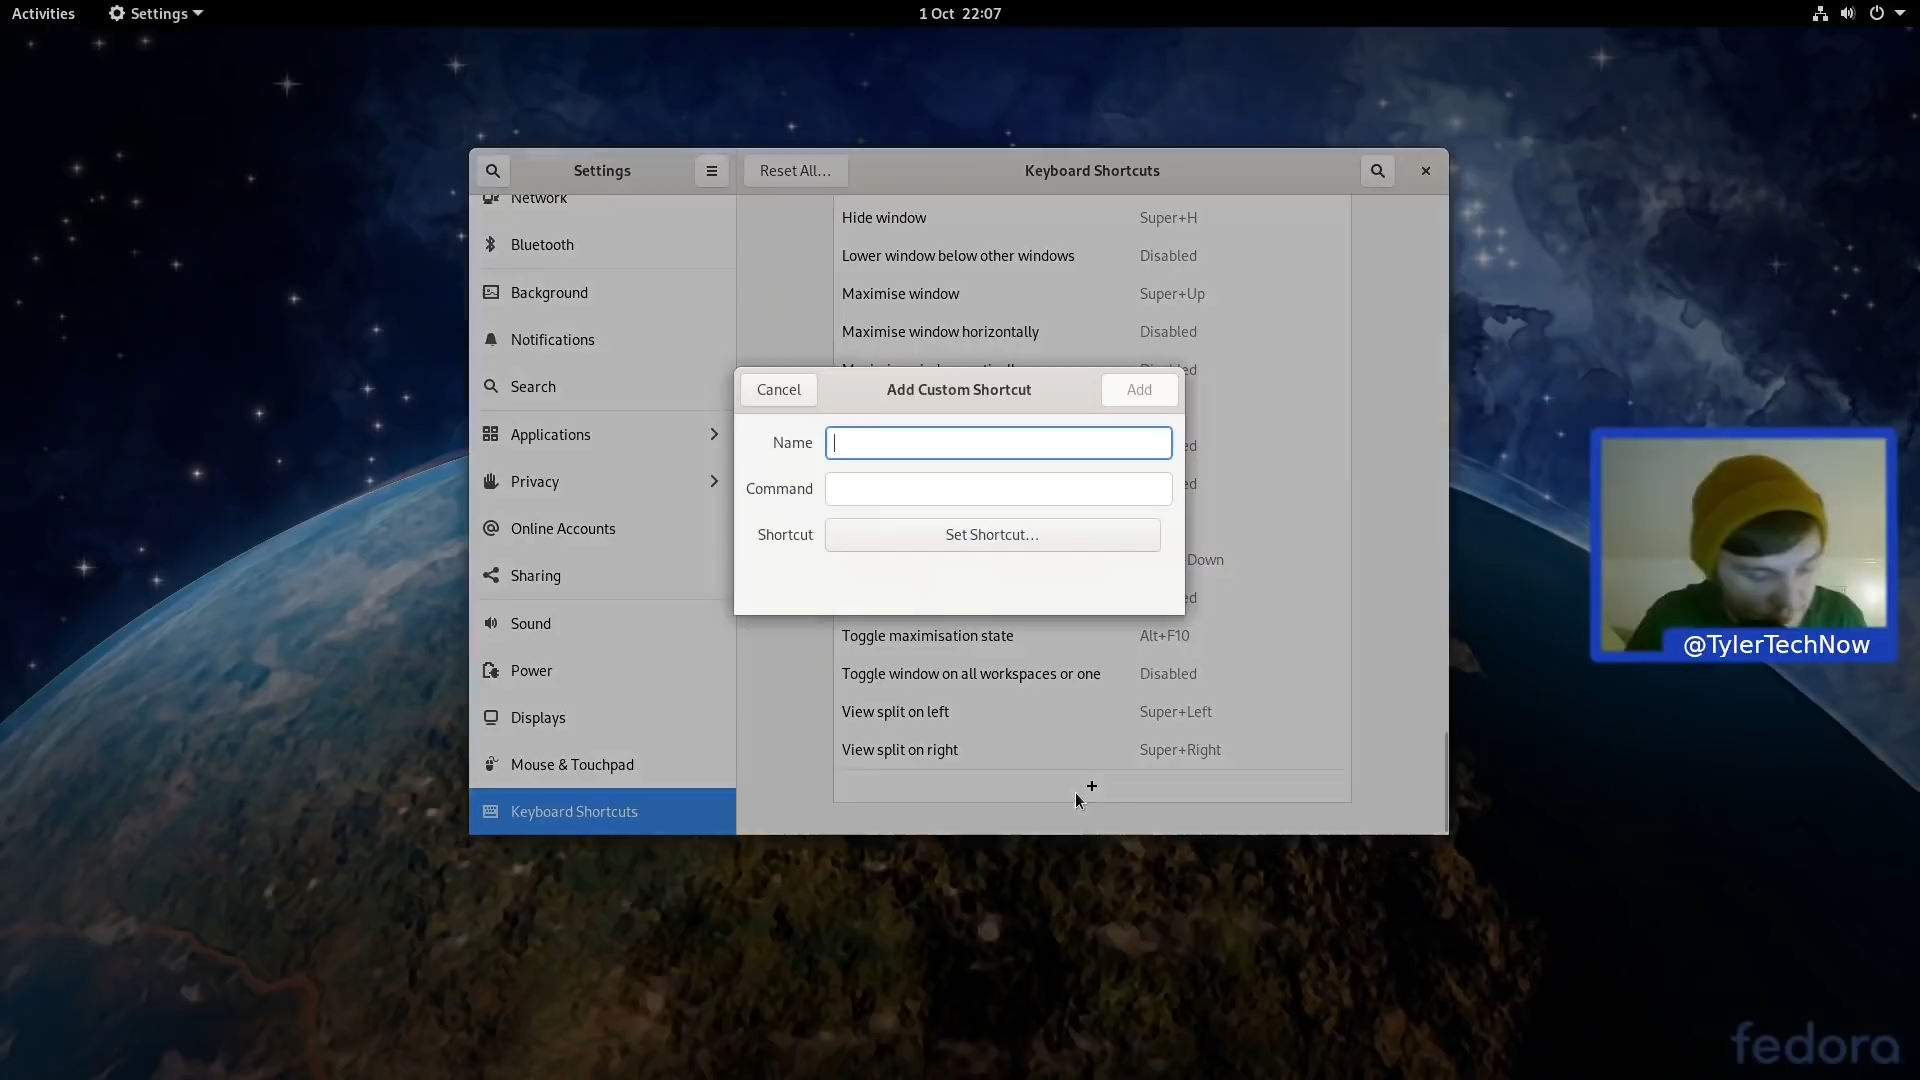 Activities
Settings
1 Oct 22:07
Settings
Reset All...
Keyboard Shortcuts
Network
Bluetooth
Background
Notifications
Search
Applications
Privacy
Online Accounts
Sharing
Sound
Power
Displays
Mouse & Touchpad
Keyboard Shortcuts
Hide window Super+H
Lower window below other windows Disabled
Maximise window Super+Up
Maximise window horizontally Disabled
Cancel
Add Custom Shortcut
Add
Name
Command
Shortcut
Set Shortcut...
Down
Toggle maximisation state Alt+F10
Toggle window on all workspaces or one Disabled
View split on left Super+Left
View split on right Super+Right
+
@TylerTechNow
fedora